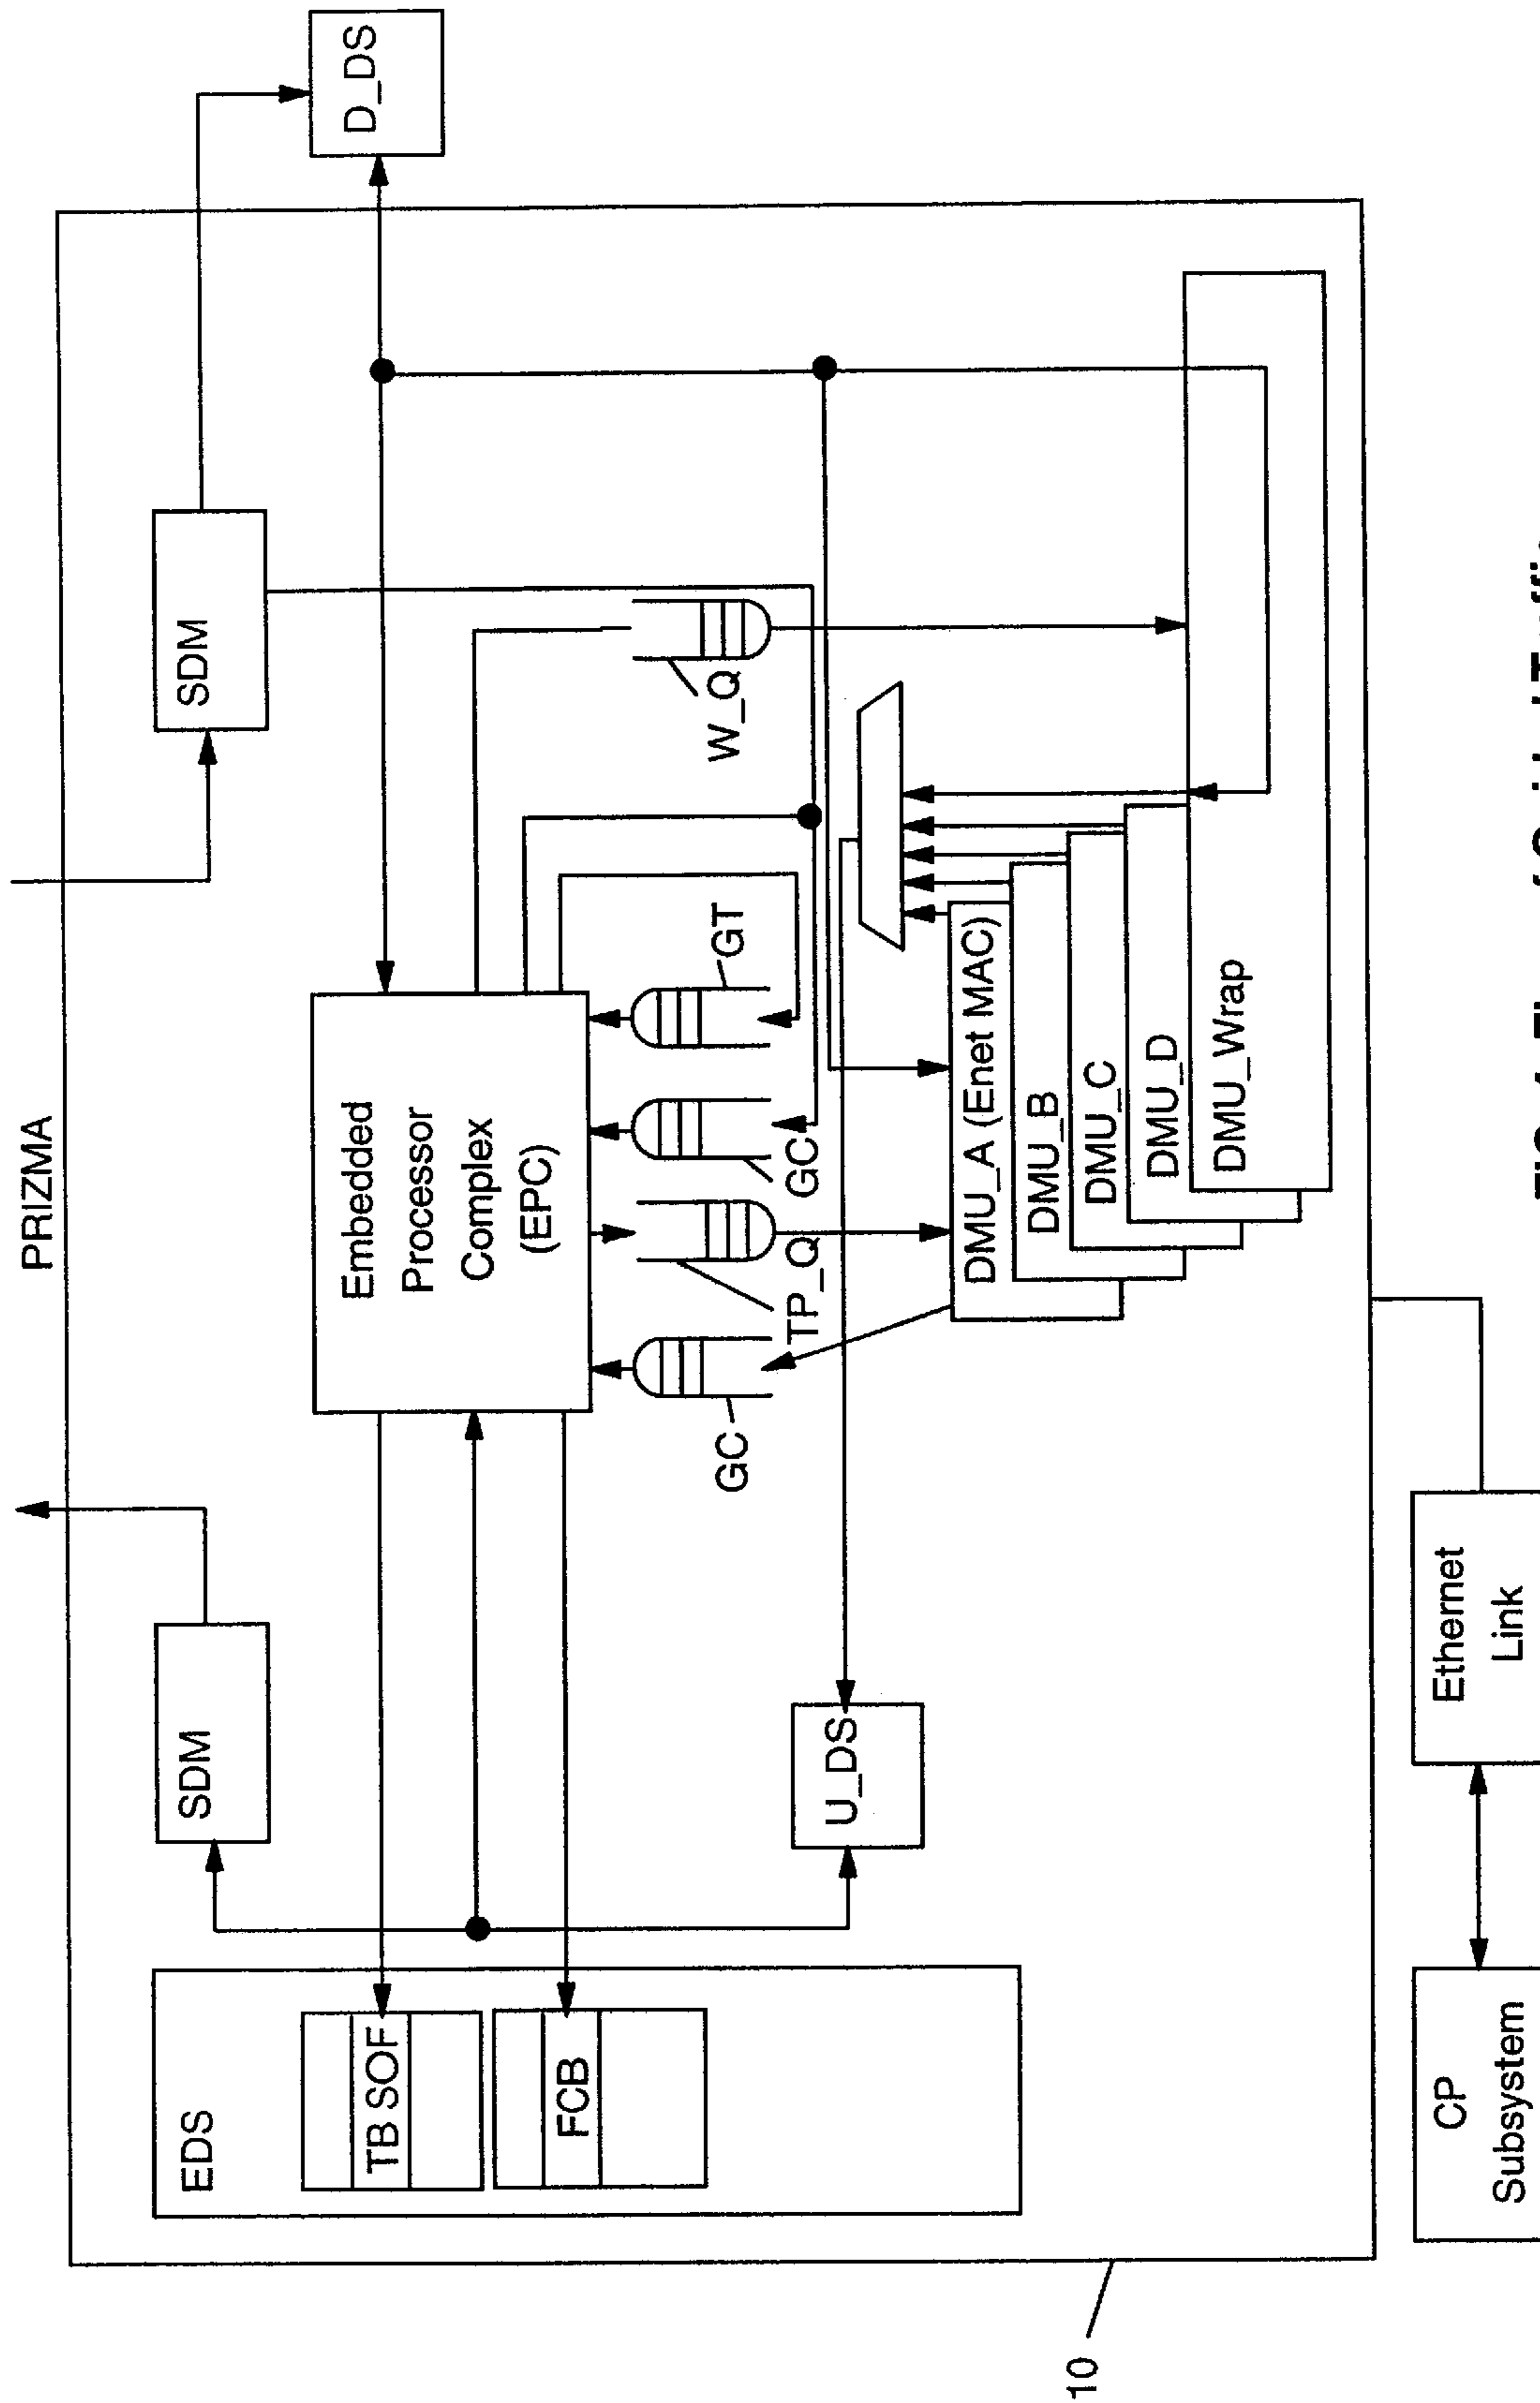 PRIZMA
SDM
SDM
D_DS
EDS
TB SOF
FCB
Embedded
Processor
Complex
(EPC)
GC
TP_Q
GC
GT
W_Q
U_DS
DMU_A (Enet MAC)
DMU_B
DMU_C
DMU_D
DMU_Wrap
10
CP
Subsystem
Ethernet
Link